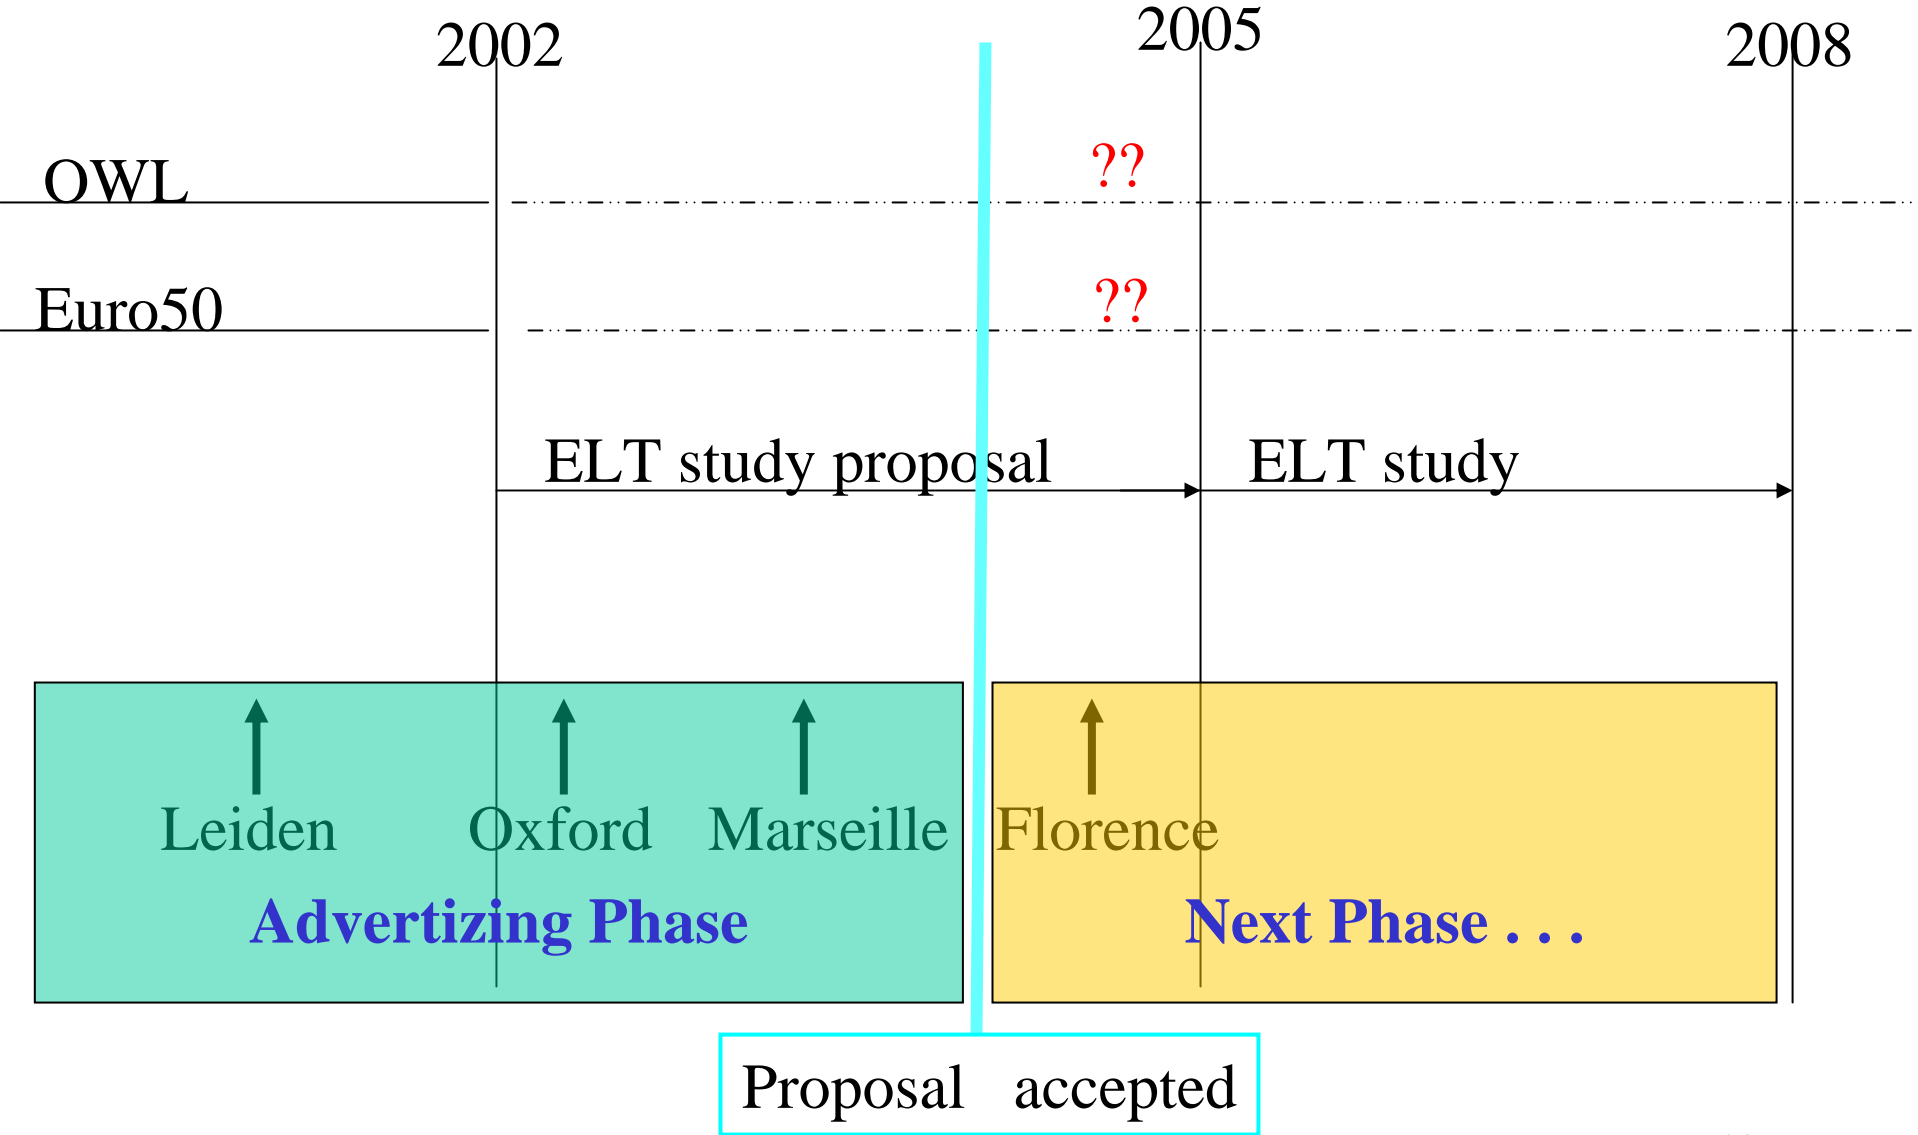 2002
2005
2008
OWL
??
Euro50
??
ELT study proposal
ELT study
Leiden
Oxford
Marseille
Florence
Advertizing Phase
Next Phase . . .
Proposal accepted